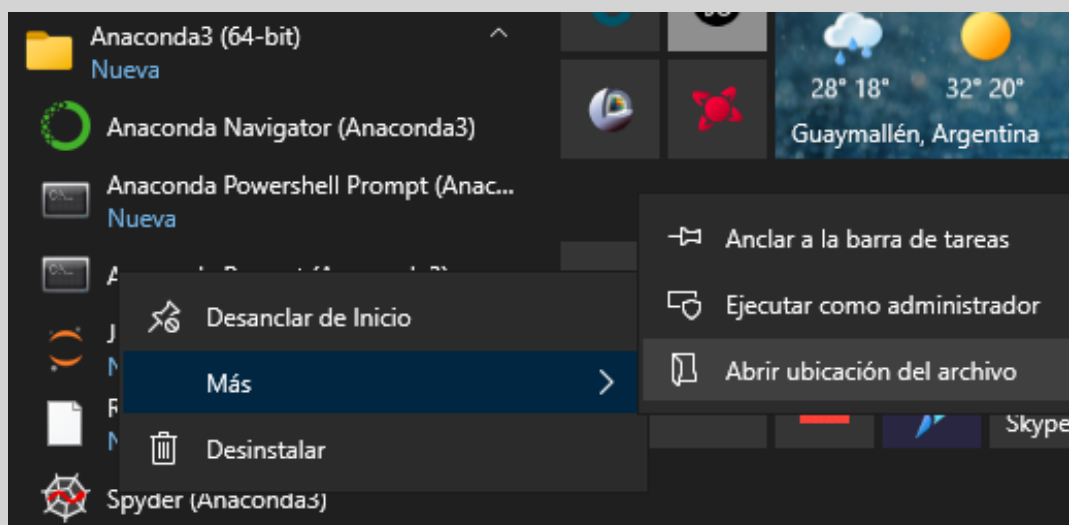 Anaconda3 (64-bit)
Nueva
Anaconda Navigator (Anaconda3)
Anaconda Powershell Prompt (Anac...
Nueva
Spyder (Anaconda3)
Desanclar de Inicio
Más
Desinstalar
Anclar a la barra de tareas
Ejecutar como administrador
Abrir ubicación del archivo
28° 18°
32° 20°
Guaymallén, Argentina
Skype